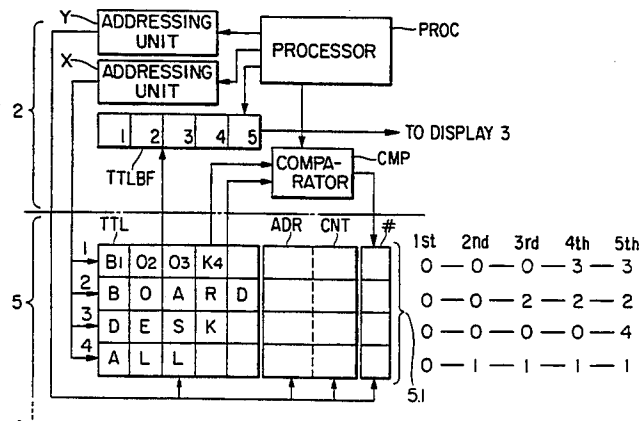 Y
ADDRESSING
UNIT
X
ADDRESSING
UNIT
PROCESSOR
PROC
2
1 2 3 4 5
TO DISPLAY 3
TTLBF
COMPA-
RATOR
CMP
TTL
ADR
CNT
#
1st 2nd 3rd 4th 5th
5
1 B1 O2 O3 K4
0 — 0 — 0 — 3 — 3
2 B O A R D
0 — 0 — 2 — 2 — 2
3 D E S K
0 — 0 — 0 — 0 — 4
4 A L L
0 — 1 — 1 — 1 — 1
5.1